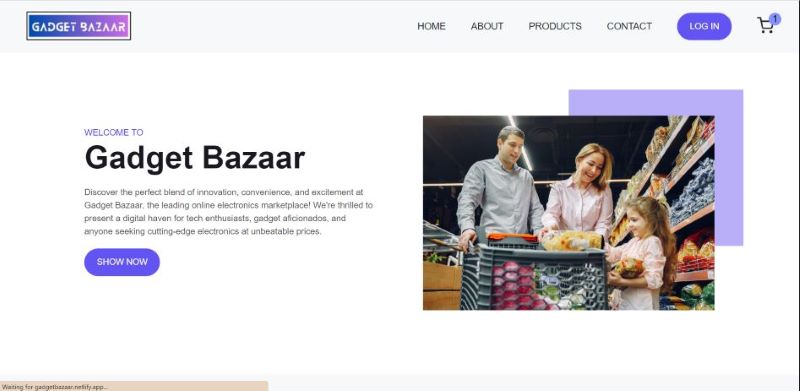 GADGET BAZAAR
HOME ABOUT PRODUCTS CONTACT LOG IN 1
WELCOME TO
Gadget Bazaar
Discover the perfect blend of innovation, convenience, and excitement at
Gadget Bazaar, the leading online electronics marketplace! We're thrilled to
present a digital haven for tech enthusiasts, gadget aficionados, and
anyone seeking cutting-edge electronics at unbeatable prices.
SHOW NOW
Waiting for gadgetbazaar.netlify.app...